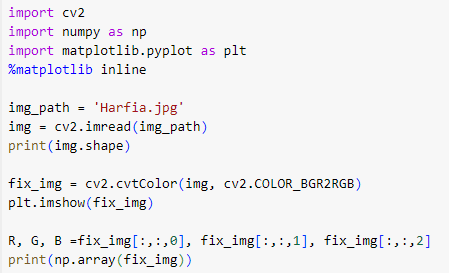 import cv2
import numpy as np
import matplotlib.pyplot as plt
%matplotlib inline
img_path = 'Harfia.jpg'
img = cv2.imread(img_path)
print(img.shape)
fix_img = cv2.cvtColor(img, cv2.COLOR_BGR2RGB)
plt.imshow(fix_img)
R, G, B =fix_img[:,:,0], fix_img[:,:,1], fix_img[:,:,2]
print(np.array(fix_img))